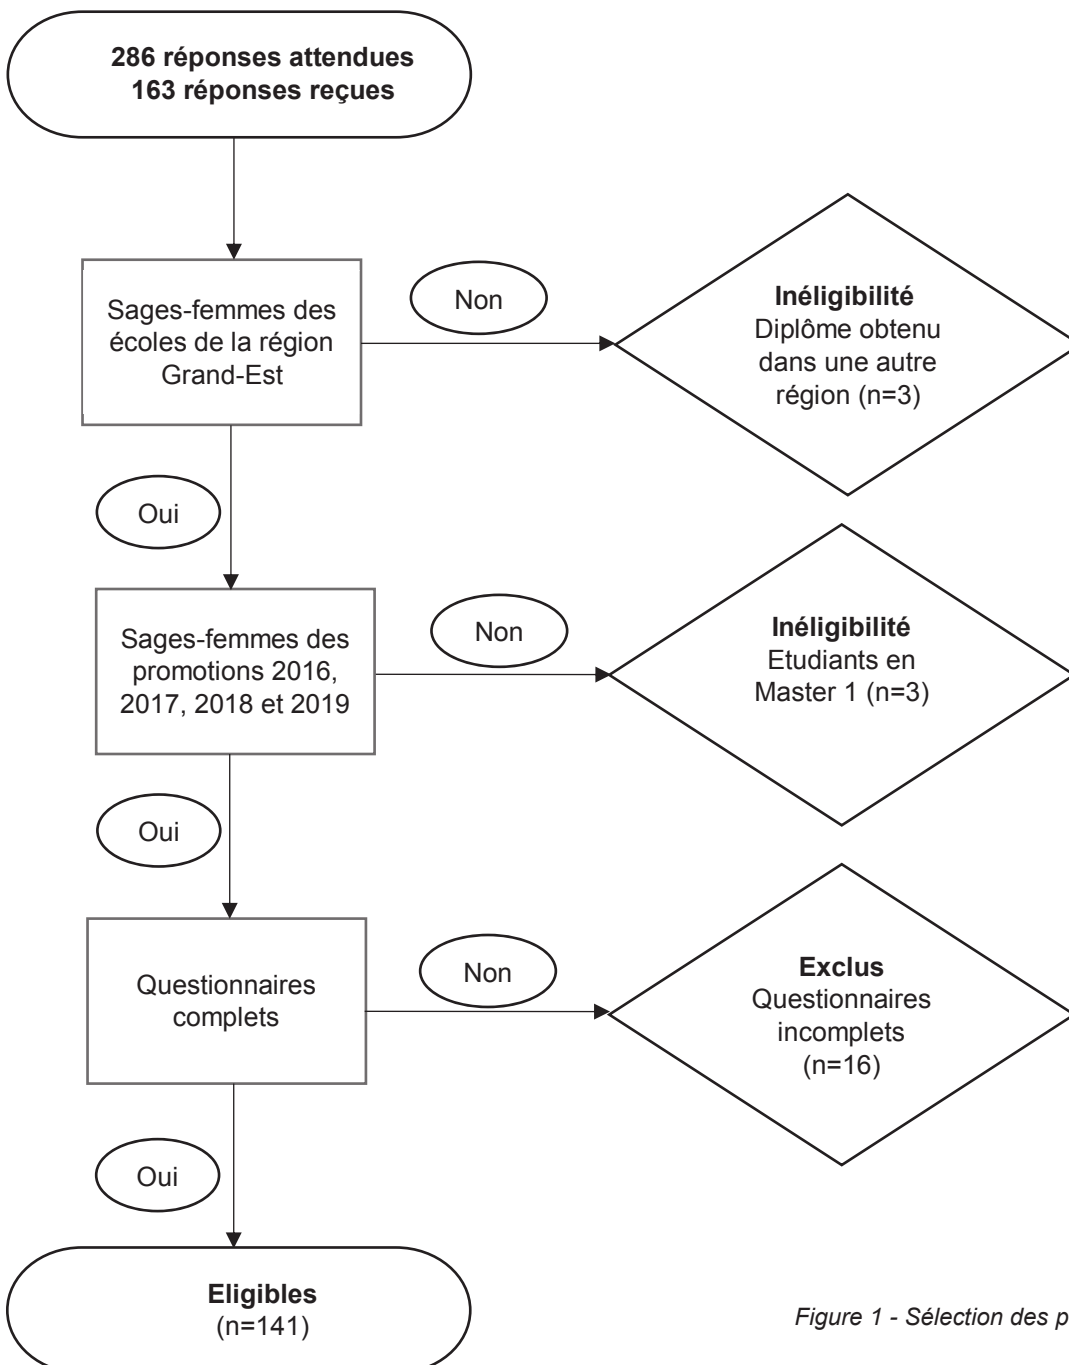 286 réponses attendues
163 réponses reçues
Sages-femmes des
écoles de la région
Grand-Est
Non
Inéligibilité
Diplôme obtenu
dans une autre
région (n=3)
Oui
Sages-femmes des
promotions 2016,
2017, 2018 et 2019
Non
Inéligibilité
Etudiants en
Master 1 (n=3)
Oui
Questionnaires
complets
Non
Exclus
Questionnaires
incomplets
(n=16)
Oui
Eligibles
(n=141)
Figure 1 - Sélection des p